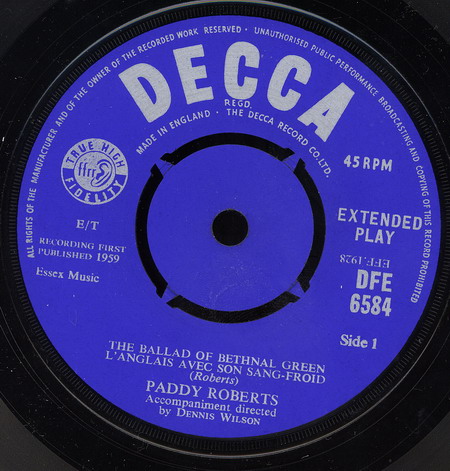 ALL RIGHTS OF THE MANUFACTURER AND OF THE OWNER OF THE RECORDED WORK RESERVED · UNAUTHORISED PUBLIC PERFORMANCE BROADCASTING AND COPYING OF THIS RECORD PROHIBITED
DECCA
REGD.
MADE IN ENGLAND · THE DECCA RECORD CO. LTD.
TRUE HIGH
ffrr
FIDELITY
E/T
RECORDING FIRST
PUBLISHED 1959
Essex Music
45 RPM
EXTENDED
PLAY
EFF.1928
DFE
6584
Side 1
THE BALLAD OF BETHNAL GREEN
L'ANGLAIS AVEC SON SANG-FROID
(Roberts)
PADDY ROBERTS
Accompaniment directed
by DENNIS WILSON